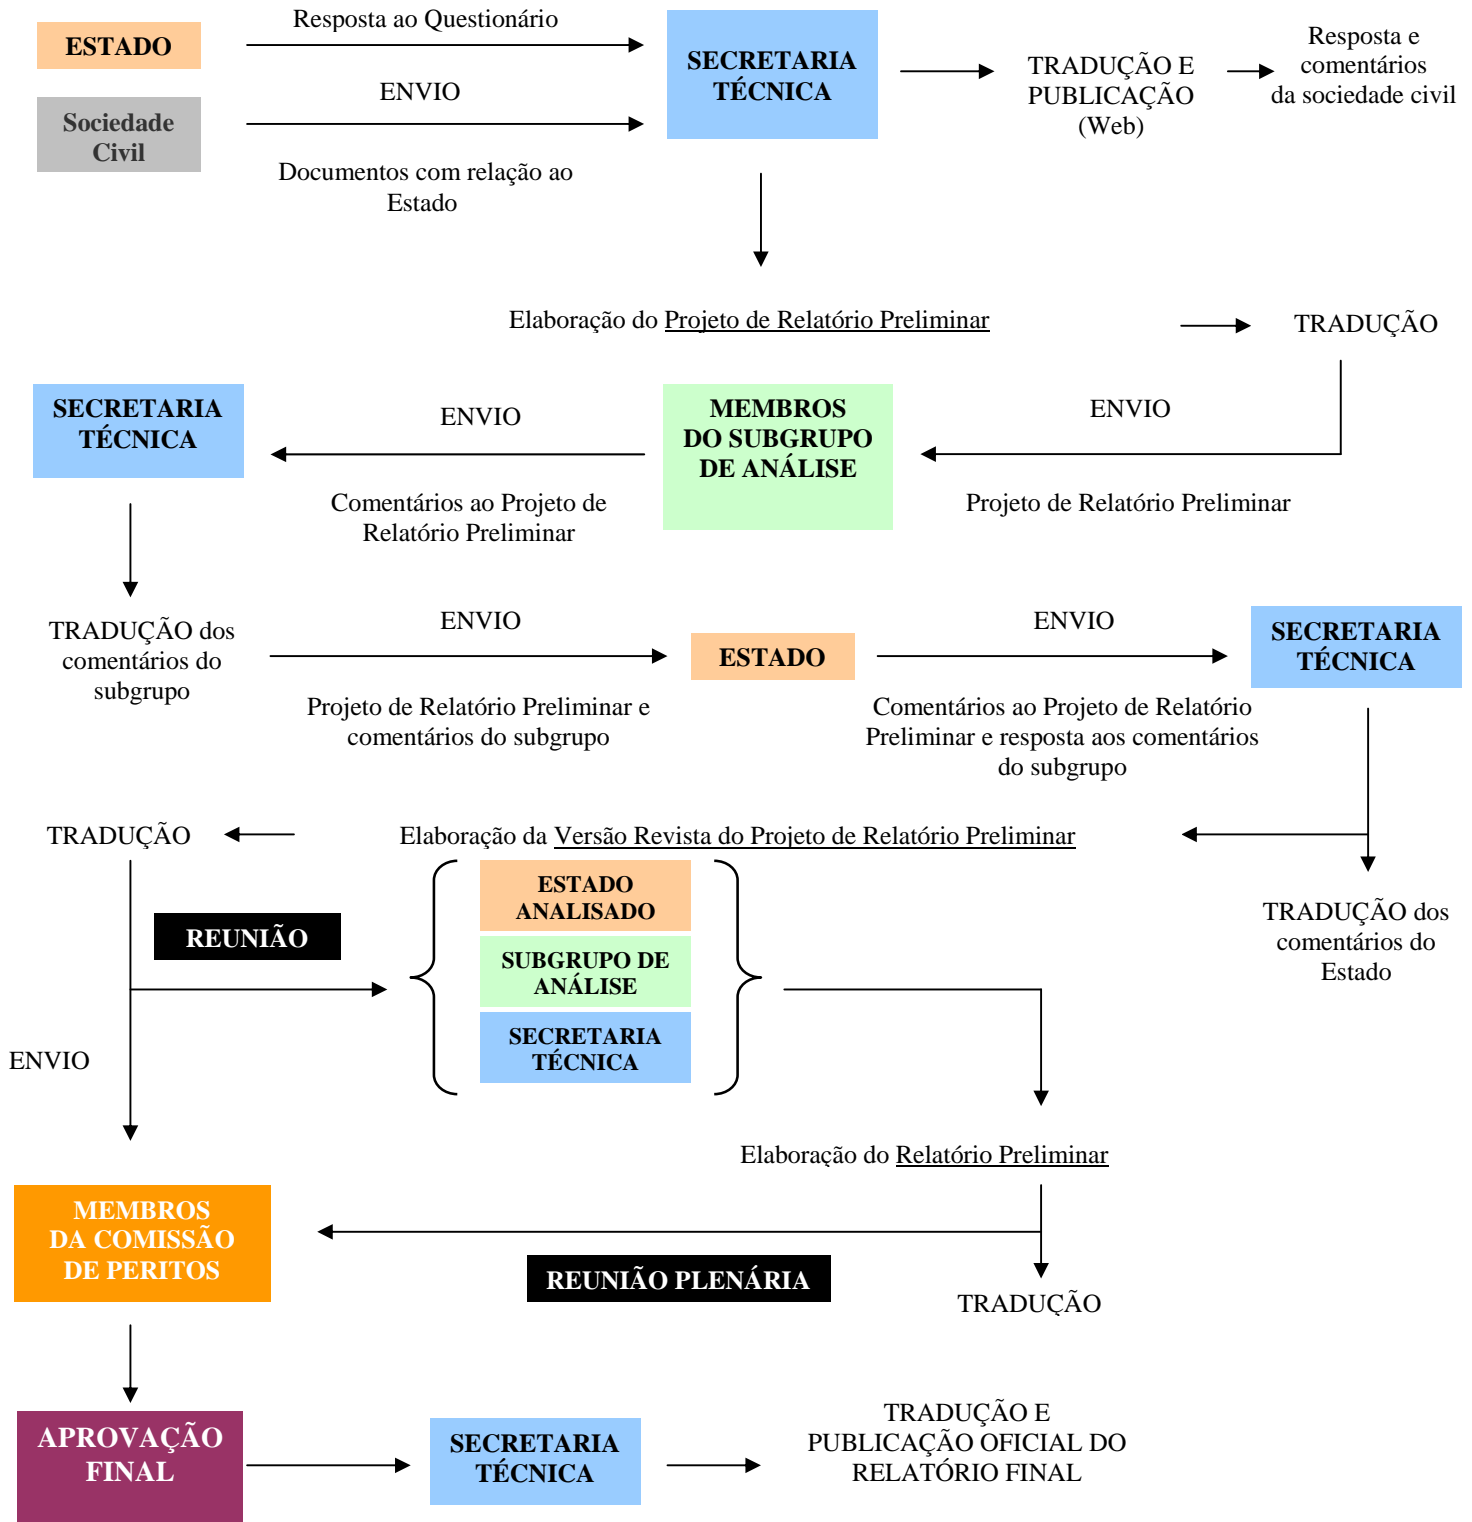 Resposta ao Questionário
ESTADO
SECRETARIA
TÉCNICA
TRADUÇÃO E
PUBLICAÇÃO
(Web)
Resposta e
comentários
da sociedade civil
ENVIO
Sociedade
Civil
Documentos com relação ao
Estado
Elaboração do Projeto de Relatório Preliminar
TRADUÇÃO
SECRETARIA
TÉCNICA
ENVIO
MEMBROS
DO SUBGRUPO
DE ANÁLISE
ENVIO
Comentários ao Projeto de
Relatório Preliminar
Projeto de Relatório Preliminar
TRADUÇÃO dos
comentários do
subgrupo
ENVIO
ESTADO
ENVIO
SECRETARIA
TÉCNICA
Projeto de Relatório Preliminar e
comentários do subgrupo
Comentários ao Projeto de Relatório
Preliminar e resposta aos comentários
do subgrupo
TRADUÇÃO
Elaboração da Versão Revista do Projeto de Relatório Preliminar
TRADUÇÃO dos
comentários do
Estado
REUNIÃO
ESTADO
ANALISADO
SUBGRUPO DE
ANÁLISE
SECRETARIA
TÉCNICA
ENVIO
Elaboração do Relatório Preliminar
MEMBROS
DA COMISSÃO
DE PERITOS
REUNIÃO PLENÁRIA
TRADUÇÃO
APROVAÇÃO
FINAL
SECRETARIA
TÉCNICA
TRADUÇÃO E
PUBLICAÇÃO OFICIAL DO
RELATÓRIO FINAL